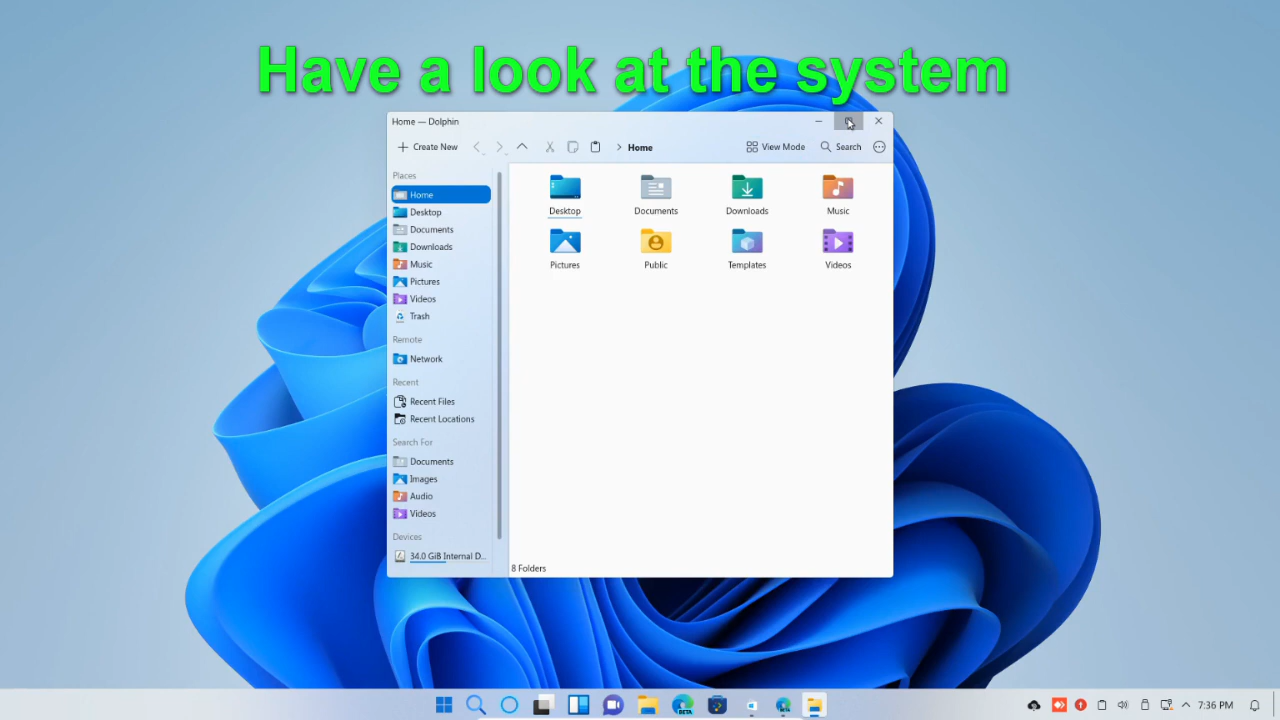 Have a look at the system
Home — Dolphin
Create New
Home
View Mode
Search
Places
Home
Desktop
Documents
Downloads
Music
Pictures
Videos
Trash
Remote
Network
Recent
Recent Files
Recent Locations
Search For
Documents
Images
Audio
Videos
Devices
34.0 GiB Internal D...
Desktop
Documents
Downloads
Music
Pictures
Public
Templates
Videos
8 Folders
BETA
7:36 PM